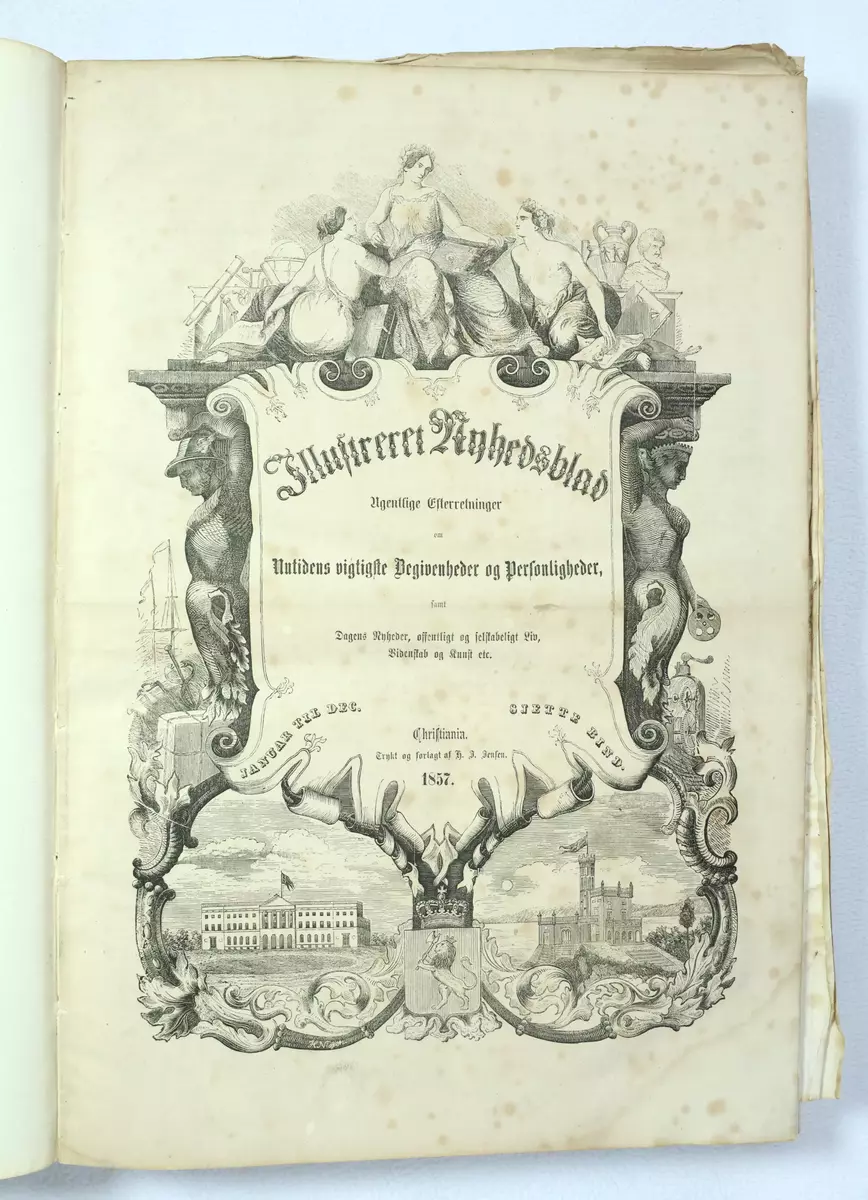 Illustreret Nyhedsblad
Ugentlige Efterretninger
om
Nutidens vigtigste Begivenheder og Personligheder,
samt
Dagens Nyheder, offentligt og selskabeligt Liv,
Videnskab og Kunst etc.
JANUAR TIL DEC.
SJETTE BIND.
Christiania.
Trykt og forlagt af H. J. Jensen.
1857.